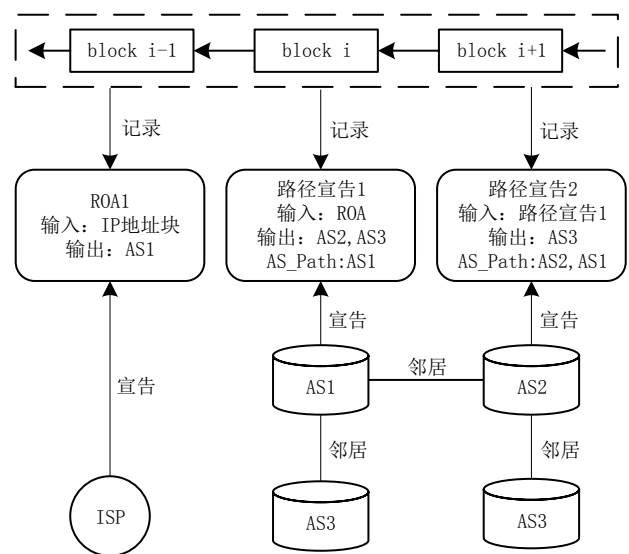 block i-1
block i
block i+1
记录
记录
记录
ROA1
输入: IP地址块
输出: AS1
路径宣告1
输入: ROA
输出: AS2,AS3
AS_Path:AS1
路径宣告2
输入: 路径宣告1
输出: AS3
AS_Path:AS2,AS1
宣告
宣告
宣告
AS1
邻居
AS2
邻居
邻居
ISP
AS3
AS3